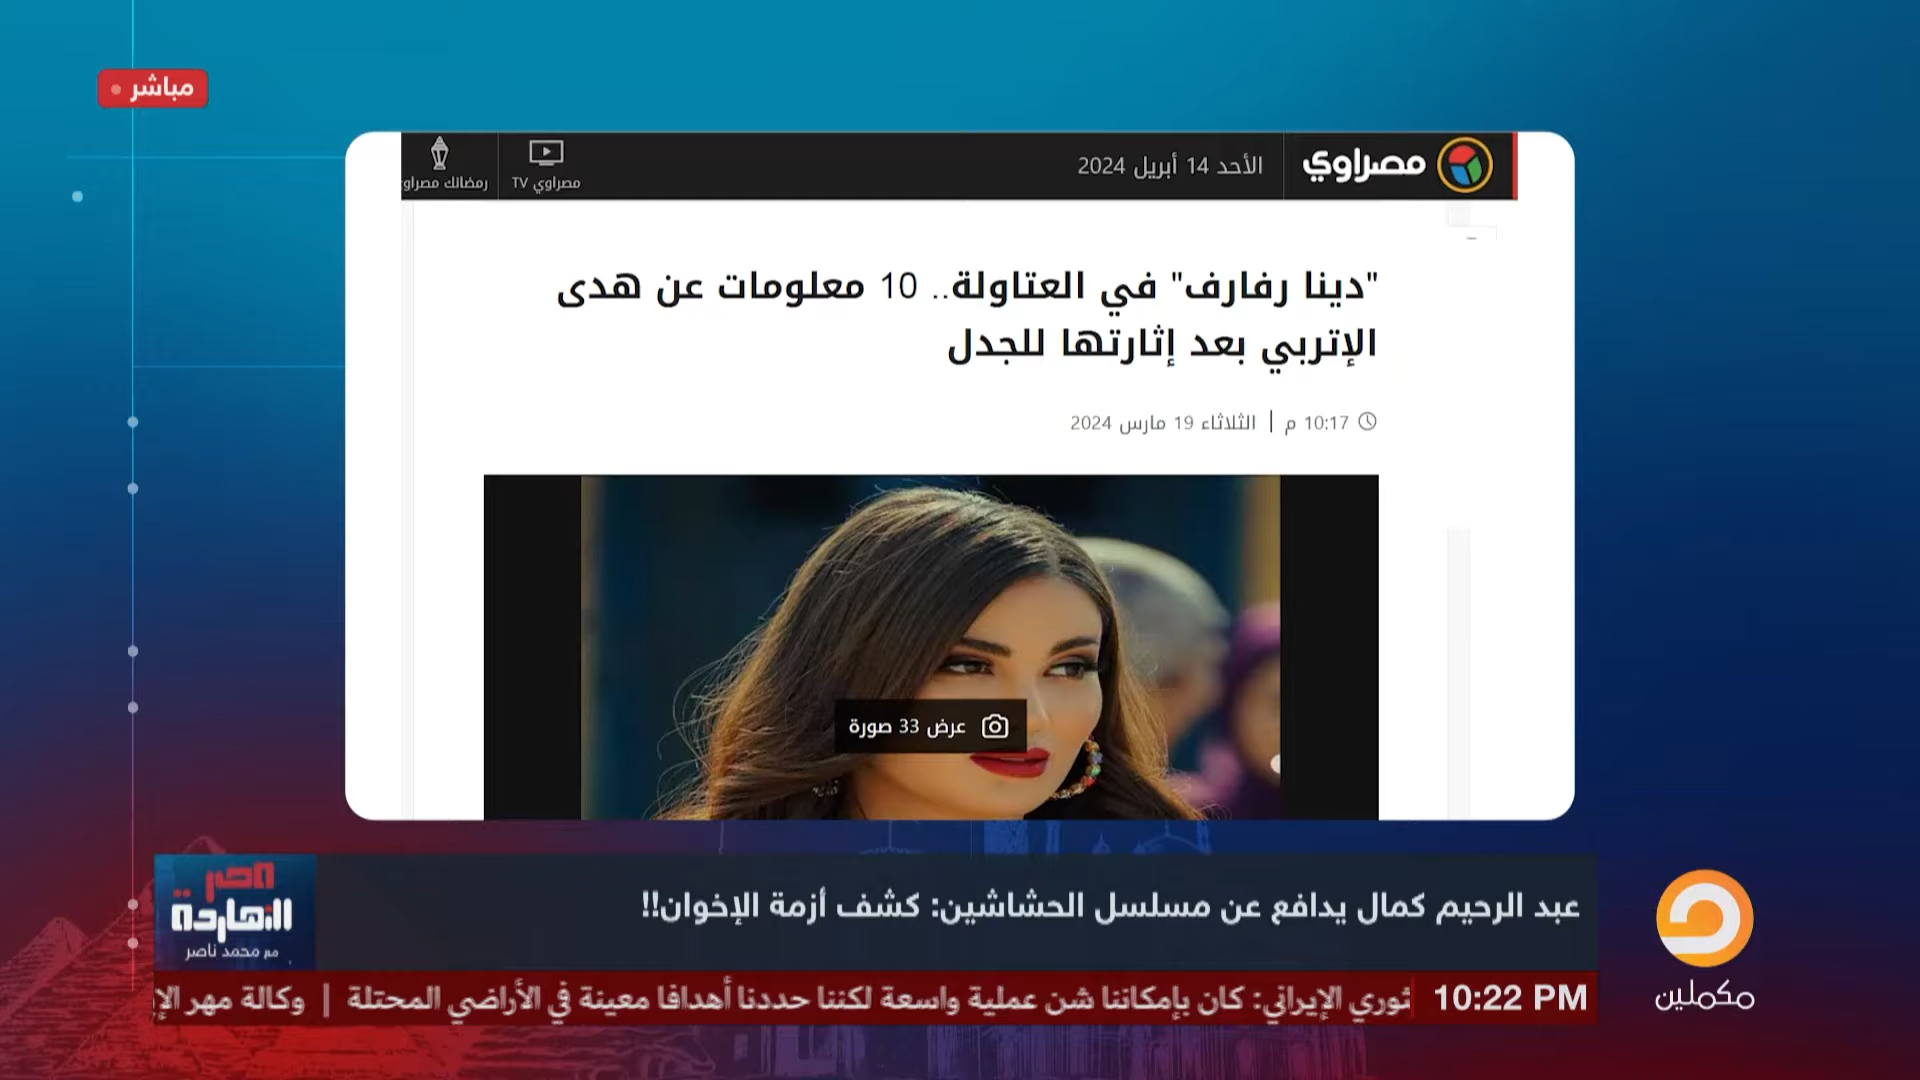 مباشر
مصراوي
الأحد 14 أبريل 2024
مصراوي TV
رمضانك مصراوي
"دينا رفارف" في العتاولة.. 10 معلومات عن هدى
الإتربي بعد إثارتها للجدل
10:17 م | الثلاثاء 19 مارس 2024
عرض 33 صورة
عبد الرحيم كمال يدافع عن مسلسل الحشاشين: كشف أزمة الإخوان!!
مصر
النهاردة
مع محمد ناصر
10:22 PM
ثوري الإيراني: كان بإمكاننا شن عملية واسعة لكننا حددنا أهدافا معينة في الأراضي المحتلة | وكالة مهر
مكملين